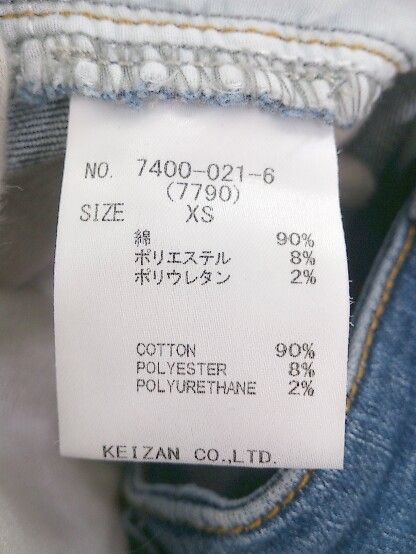 NO. 7400-021-6
(7790)
SIZE XS
綿 90%
ポリエステル 8%
ポリウレタン 2%
COTTON 90%
POLYESTER 8%
POLYURETHANE 2%
KEIZAN CO.,LTD.